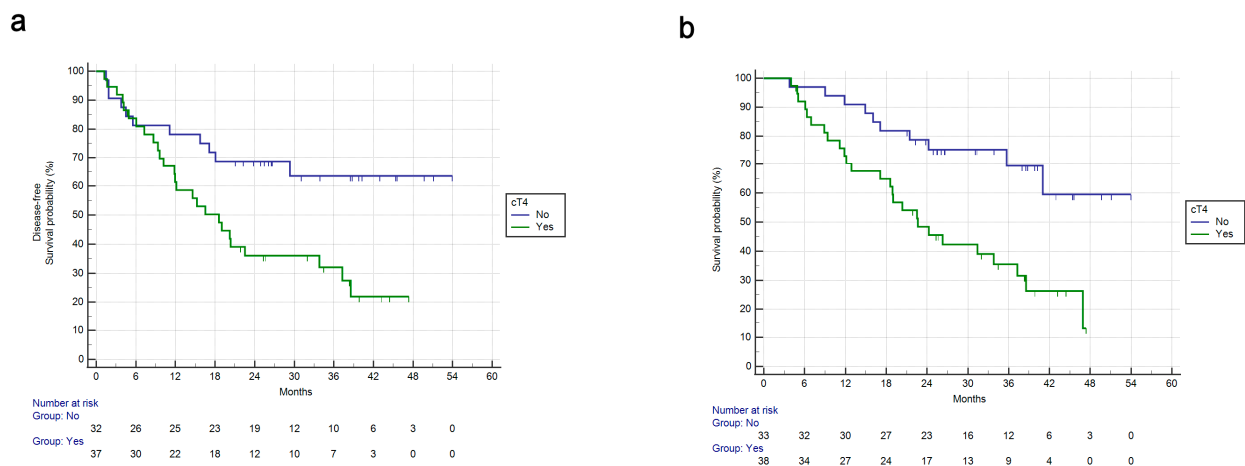 a
Disease-free
Survival probability (%)
100
90
80
70
60
50
40
30
20
10
0
0 6 12 18 24 30 36 42 48 54 60
Months
cT4
No
Yes
Number at risk
Group: No
32 26 25 23 19 12 10 6 3 0
Group: Yes
37 30 22 18 12 10 7 3 0 0
b
Survival probability (%)
100
90
80
70
60
50
40
30
20
10
0
0 6 12 18 24 30 36 42 48 54 60
Months
cT4
No
Yes
Number at risk
Group: No
33 32 30 27 23 16 12 6 3 0
Group: Yes
38 34 27 24 17 13 9 4 0 0